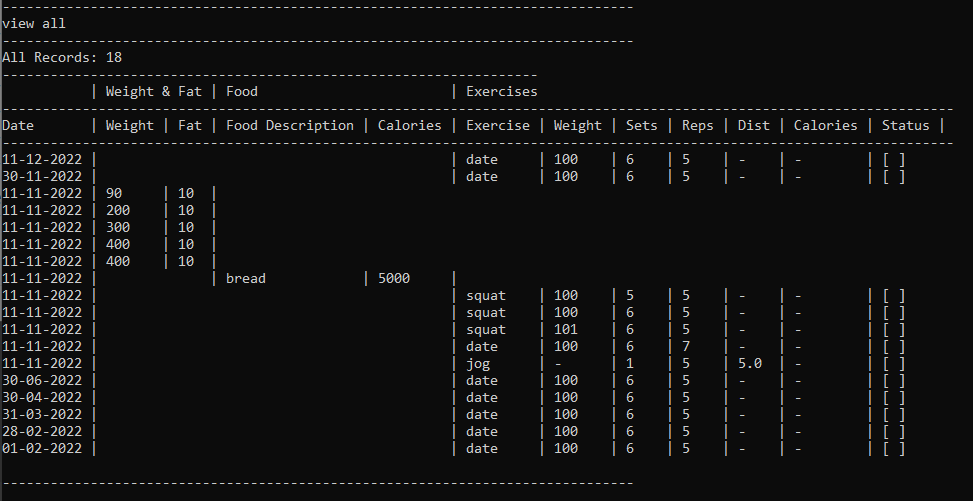 -------------------------------------------------------------------------------
view all
-------------------------------------------------------------------------------
All Records: 18
-------------------------------------------------------------------
           | Weight & Fat | Food                        | Exercises
-----------------------------------------------------------------------------------------------------------------------
Date       | Weight | Fat | Food Description | Calories | Exercise | Weight | Sets | Reps | Dist | Calories | Status |
-----------------------------------------------------------------------------------------------------------------------
11-12-2022 |                                            | date     | 100    | 6    | 5    | -    | -        | [ ]
30-11-2022 |                                            | date     | 100    | 6    | 5    | -    | -        | [ ]
11-11-2022 | 90     | 10  |
11-11-2022 | 200    | 10  |
11-11-2022 | 300    | 10  |
11-11-2022 | 400    | 10  |
11-11-2022 | 400    | 10  |
11-11-2022 |              | bread            | 5000     |
11-11-2022 |                                            | squat    | 100    | 5    | 5    | -    | -        | [ ]
11-11-2022 |                                            | squat    | 100    | 6    | 5    | -    | -        | [ ]
11-11-2022 |                                            | squat    | 101    | 6    | 5    | -    | -        | [ ]
11-11-2022 |                                            | date     | 100    | 6    | 7    | -    | -        | [ ]
11-11-2022 |                                            | jog      | -      | 1    | 5    | 5.0  | -        | [ ]
30-06-2022 |                                            | date     | 100    | 6    | 5    | -    | -        | [ ]
30-04-2022 |                                            | date     | 100    | 6    | 5    | -    | -        | [ ]
31-03-2022 |                                            | date     | 100    | 6    | 5    | -    | -        | [ ]
28-02-2022 |                                            | date     | 100    | 6    | 5    | -    | -        | [ ]
01-02-2022 |                                            | date     | 100    | 6    | 5    | -    | -        | [ ]
-------------------------------------------------------------------------------